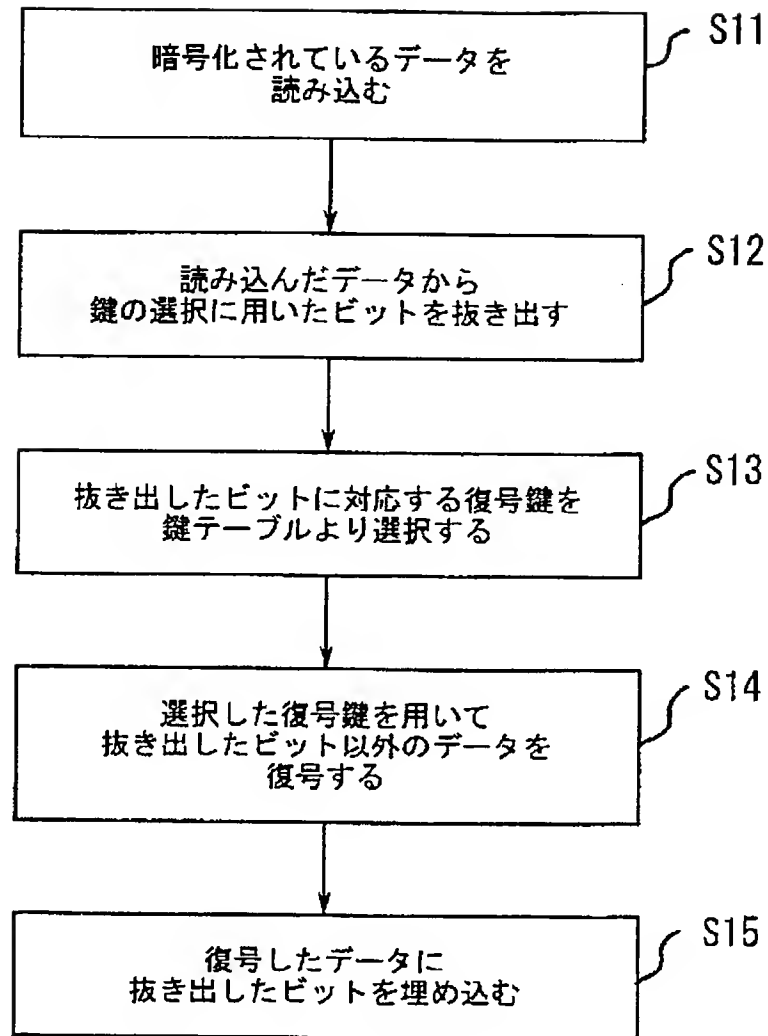 S11
暗号化されているデータを
読み込む
S12
読み込んだデータから
鍵の選択に用いたビットを抜き出す
S13
抜き出したビットに対応する復号鍵を
鍵テーブルより選択する
S14
選択した復号鍵を用いて
抜き出したビット以外のデータを
復号する
S15
復号したデータに
抜き出したビットを埋め込む